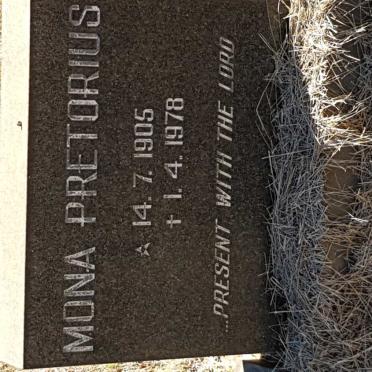 MONA PRETORIUS
☆ 14.7.1905
✝ 1.4.1978
...PRESENT WITH THE LORD